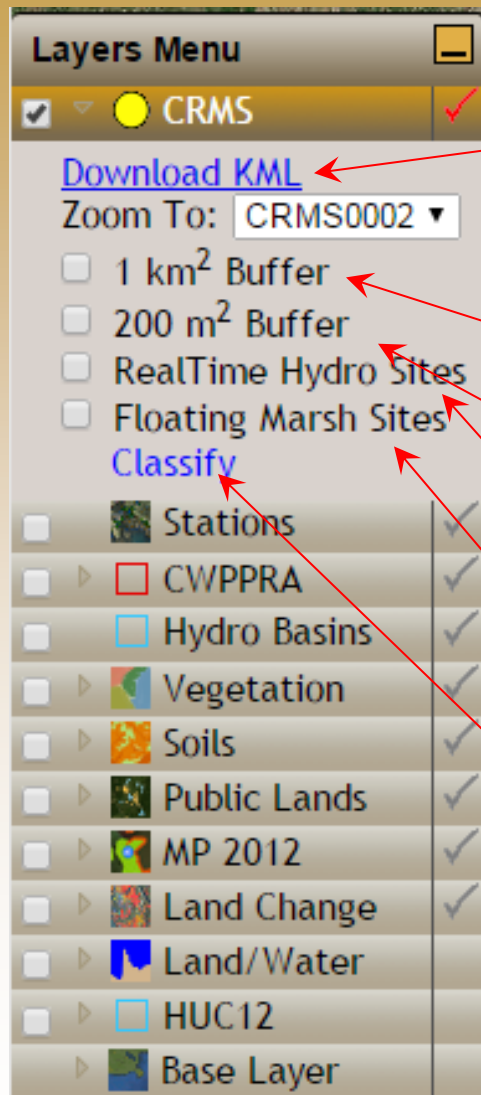 Layers Menu
CRMS
Download KML
Zoom To: CRMS0002
1 km² Buffer
200 m² Buffer
RealTime Hydro Sites
Floating Marsh Sites
Classify
Stations
CWPPRA
Hydro Basins
Vegetation
Soils
Public Lands
MP 2012
Land Change
Land/Water
HUC12
Base Layer